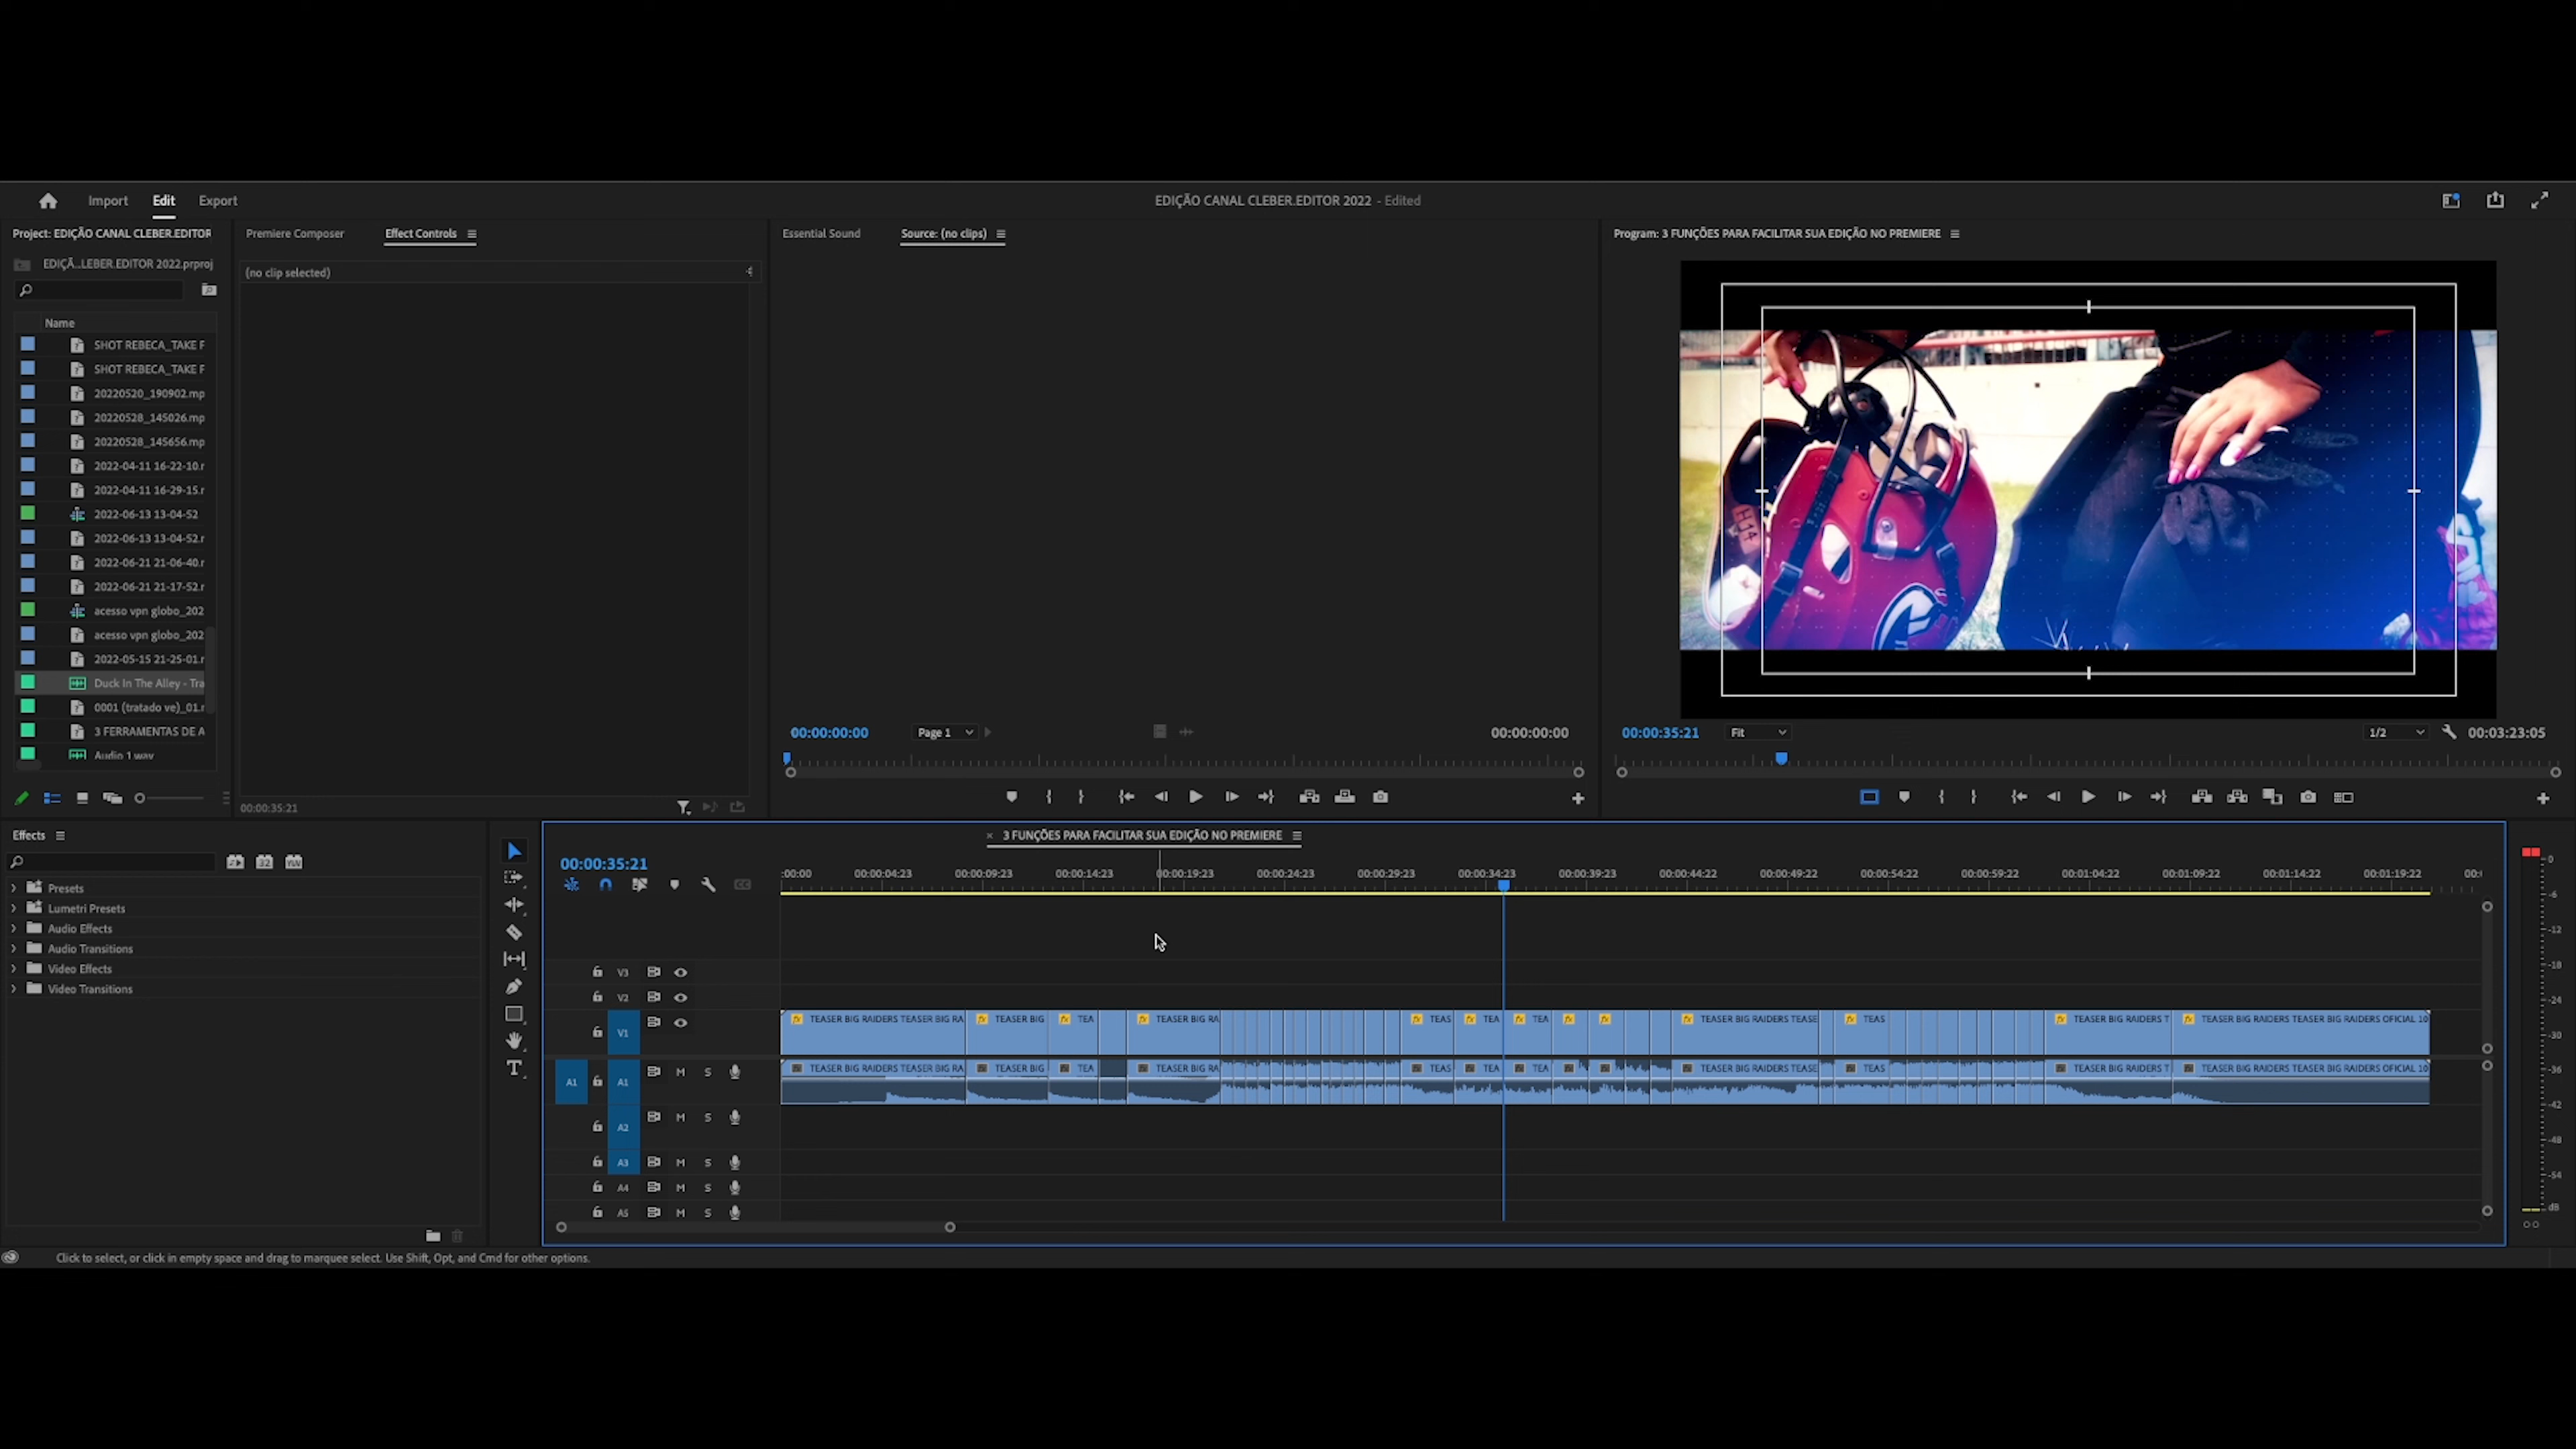 Import Edit Export
EDIÇÃO CANAL CLEBER.EDITOR 2022 - Edited
Project: EDIÇÃO CANAL CLEBER.EDITOR
Premiere Composer
Effect Controls
Essential Sound
Source: (no clips)
Program: 3 FUNÇÕES PARA FACILITAR SUA EDIÇÃO NO PREMIERE
EDIÇÃ...LEBER.EDITOR 2022.prproj
(no clip selected)
Name
SHOT REBECA_TAKE F
SHOT REBECA_TAKE F
20220520_190902.mp
20220528_145026.mp
20220528_145656.mp
2022-04-11 16-22-10.r
2022-04-11 16-29-15.r
2022-06-13 13-04-52
2022-06-13 13-04-52.r
2022-06-21 21-06-40.r
2022-06-21 21-17-52.r
acesso vpn globo_202
acesso vpn globo_202
2022-05-15 21-25-01.r
Duck In The Alley - Tra
0001 (tratado ve)_01.r
3 FERRAMENTAS DE A
Audio 1.wav
H14
00:00:35:21
00:00:00:00 Page 1 00:00:00:00
00:00:35:21 Fit 1/2 00:03:23:05
Effects
Presets
Lumetri Presets
Audio Effects
Audio Transitions
Video Effects
Video Transitions
3 FUNÇÕES PARA FACILITAR SUA EDIÇÃO NO PREMIERE
00:00:35:21
:00:00 00:00:04:23 00:00:09:23 00:00:14:23 00:00:19:23 00:00:24:23 00:00:29:23 00:00:34:23 00:00:39:23 00:00:44:22 00:00:49:22 00:00:54:22 00:00:59:22 00:01:04:22 00:01:09:22 00:01:14:22 00:01:19:22 00:
V3
V2
V1
TEASER BIG RAIDERS TEASER BIG RA TEASER BIG TEA TEASER BIG RA TEAS TEA TEA TEASER BIG RAIDERS TEASE TEAS TEASER BIG RAIDERS T TEASER BIG RAIDERS TEASER BIG RAIDERS OFICIAL 10
A1 A1 M S
TEASER BIG RAIDERS TEASER BIG RA TEASER BIG TEA TEASER BIG RA TEAS TEA TEA TEASER BIG RAIDERS TEASE TEAS TEASER BIG RAIDERS T TEASER BIG RAIDERS TEASER BIG RAIDERS OFICIAL 10
A2 M S
A3 M S
A4 M S
A5 M S
0
-6
-12
-18
-24
-30
-36
-42
-48
-54
dB
Click to select, or click in empty space and drag to marquee select. Use Shift, Opt, and Cmd for other options.